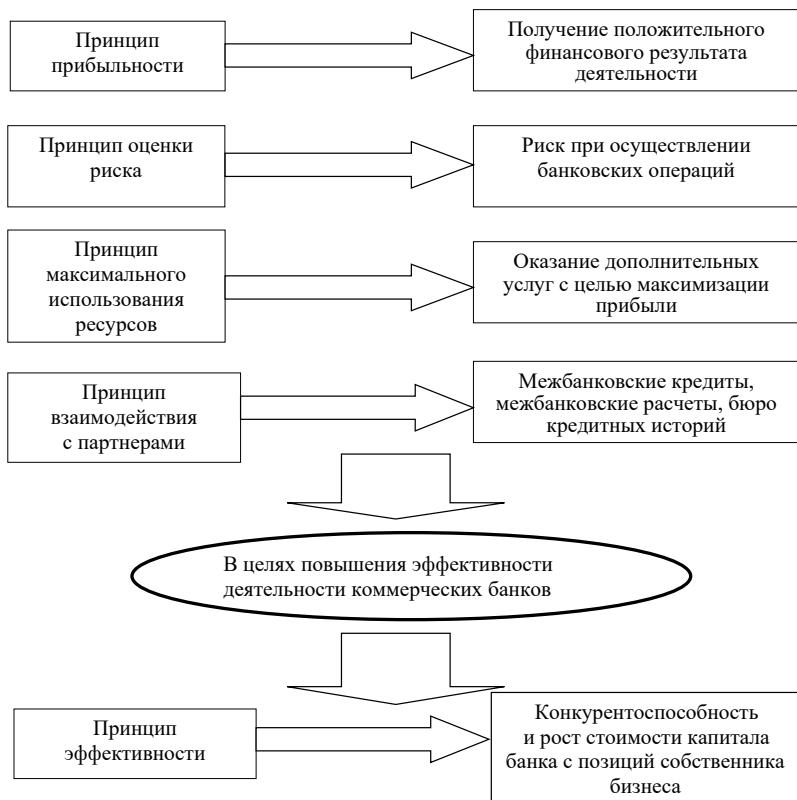 Принцип
прибыльности
Получение положительного
финансового результата
деятельности
Принцип оценки
риска
Риск при осуществлении
банковских операций
Принцип
максимального
использования
ресурсов
Оказание дополнительных
услуг с целью максимизации
прибыли
Принцип
взаимодействия
с партнерами
Межбанковские кредиты,
межбанковские расчеты, бюро
кредитных историй
В целях повышения эффективности
деятельности коммерческих банков
Принцип
эффективности
Конкурентоспособность
и рост стоимости капитала
банка с позиций собственника
бизнеса